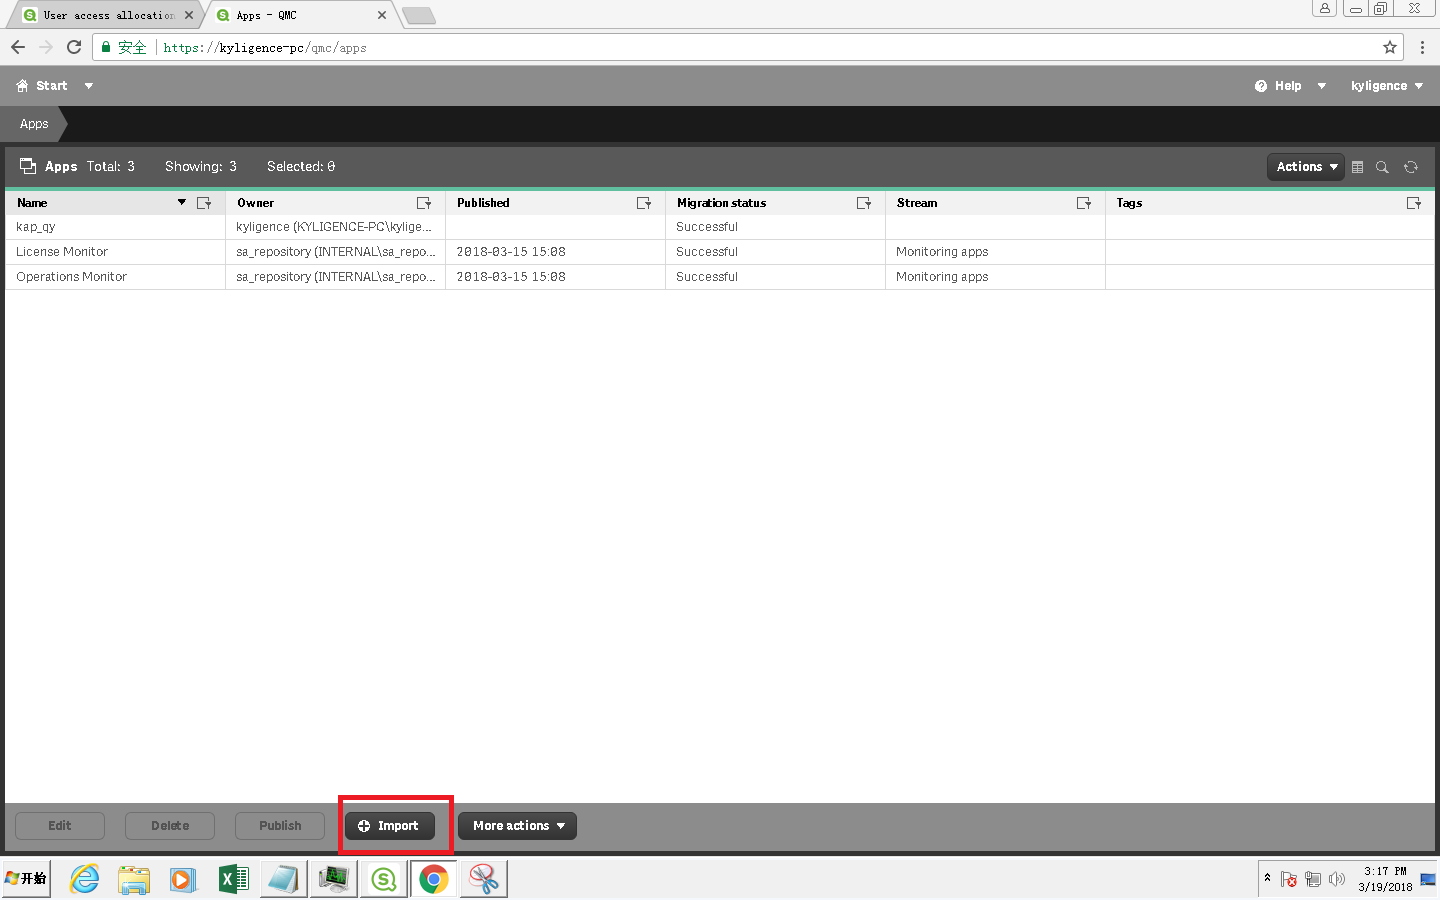 User access allocation
Apps - QMC
安全 https://kyligence-pc/qmc/apps
Start Help kyligence
Apps
Apps Total: 3 Showing: 3 Selected: 0 Actions
Name Owner Published Migration status Stream Tags
kap_qy kyligence (KYLIGENCE-PC\kylige... Successful
License Monitor sa_repository (INTERNAL\sa_repo... 2018-03-15 15:08 Successful Monitoring apps
Operations Monitor sa_repository (INTERNAL\sa_repo... 2018-03-15 15:08 Successful Monitoring apps
Edit Delete Publish Import More actions
开始
3:17 PM
3/19/2018